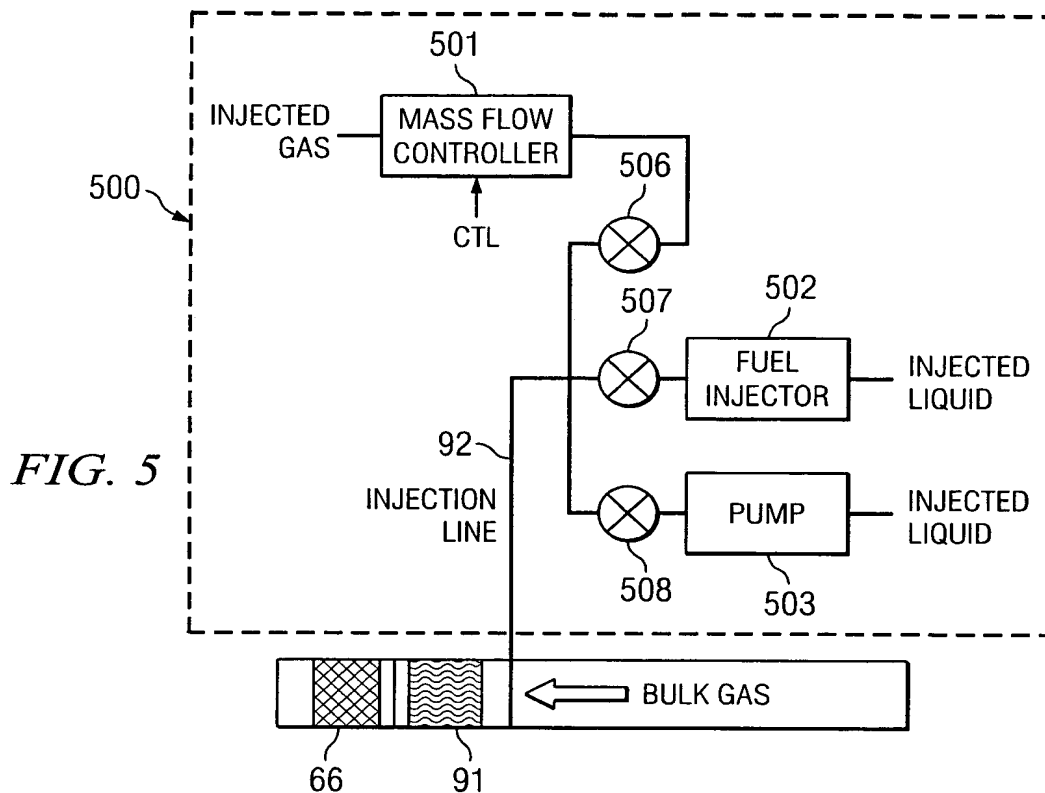 501
INJECTED
GAS
MASS FLOW
CONTROLLER
506
500
CTL
507
502
FUEL
INJECTOR
INJECTED
LIQUID
92
FIG. 5
INJECTION
LINE
PUMP
INJECTED
LIQUID
508
503
BULK GAS
66
91